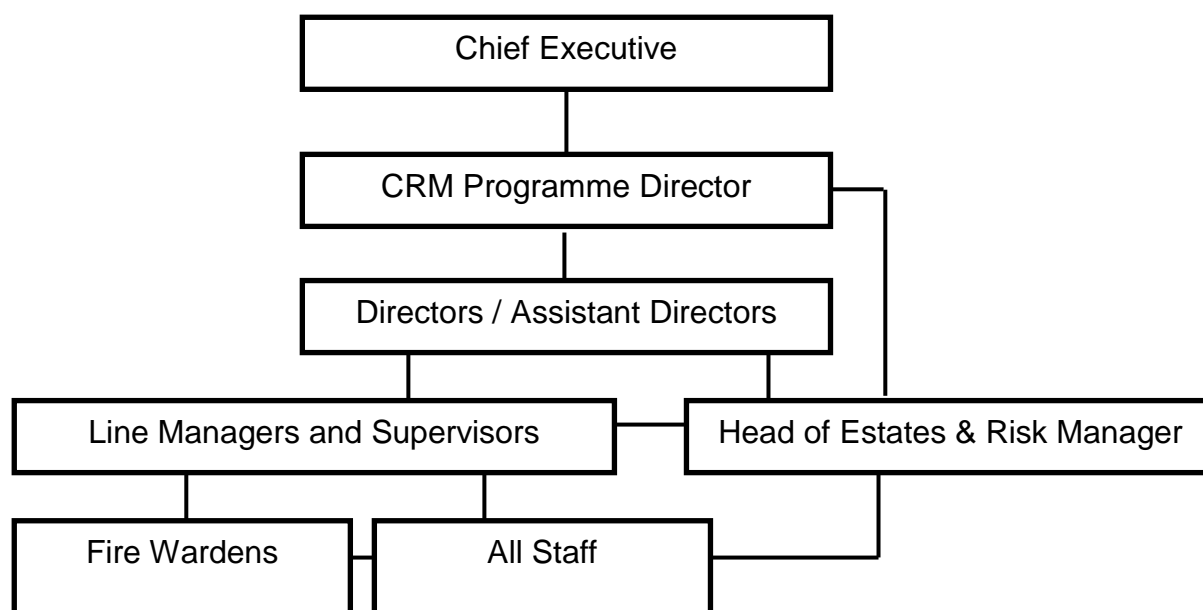 Chief Executive
CRM Programme Director
Directors / Assistant Directors
Line Managers and Supervisors
Head of Estates & Risk Manager
Fire Wardens
All Staff